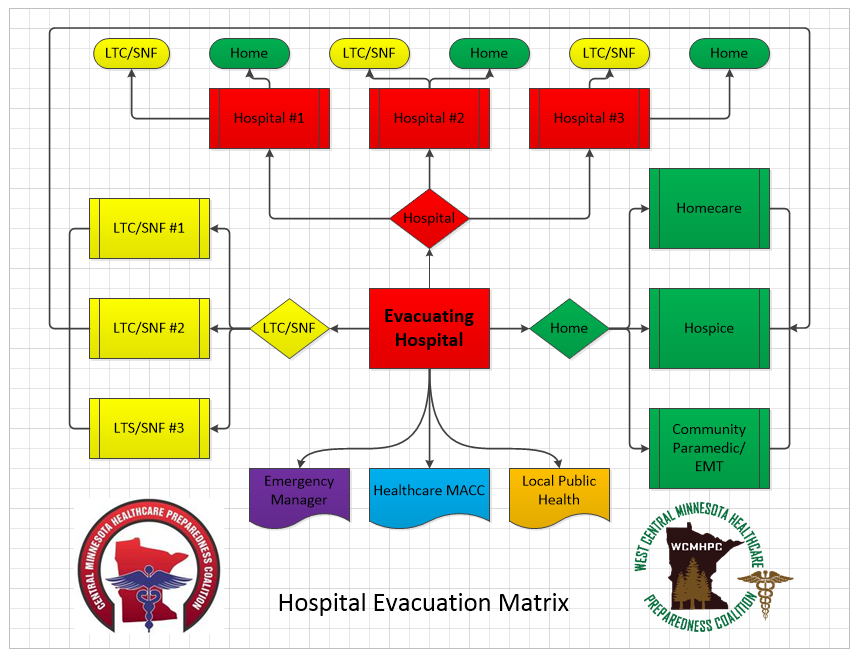 LTC/SNF
Home
LTC/SNF
Home
LTC/SNF
Home
Hospital #1
Hospital #2
Hospital #3
Hospital
Homecare
LTC/SNF #1
LTC/SNF #2
LTC/SNF
Evacuating
Hospital
Home
Hospice
LTS/SNF #3
Community
Paramedic/
EMT
Emergency
Manager
Healthcare MACC
Local Public
Health
CENTRAL MINNESOTA HEALTHCARE PREPAREDNESS COALITION
Hospital Evacuation Matrix
WEST CENTRAL MINNESOTA HEALTHCARE
WCMHPC
PREPAREDNESS COALITION